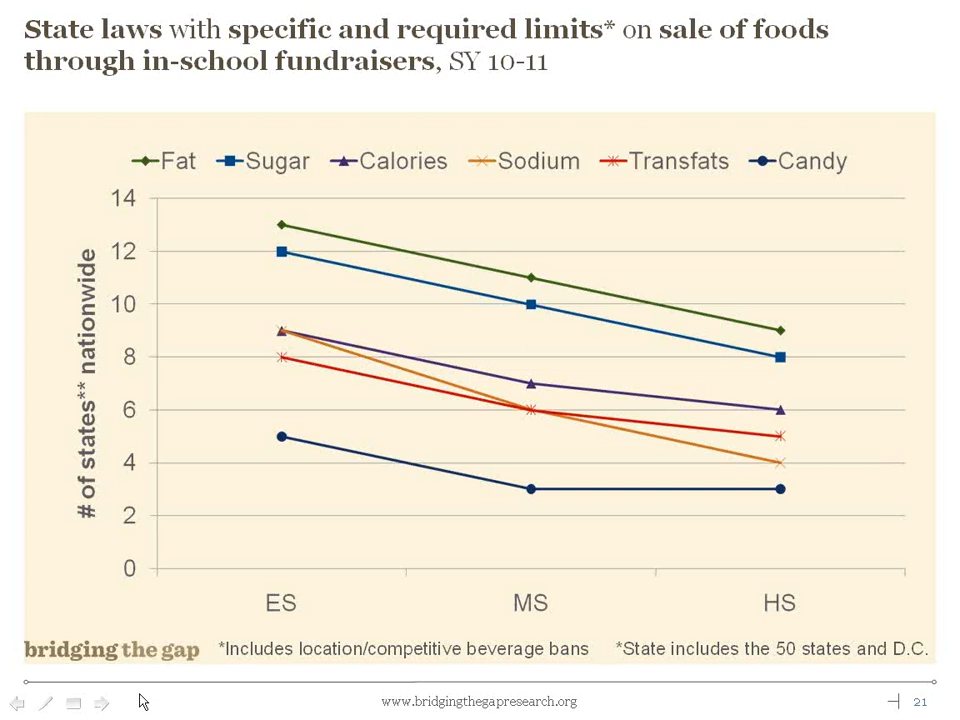 State laws with specific and required limits* on sale of foods
through in-school fundraisers, SY 10-11
Fat Sugar Calories Sodium Transfats Candy
# of states** nationwide
14
12
10
8
6
4
2
0
ES MS HS
bridging the gap *Includes location/competitive beverage bans *State includes the 50 states and D.C.
www.bridgingthegapresearch.org 21